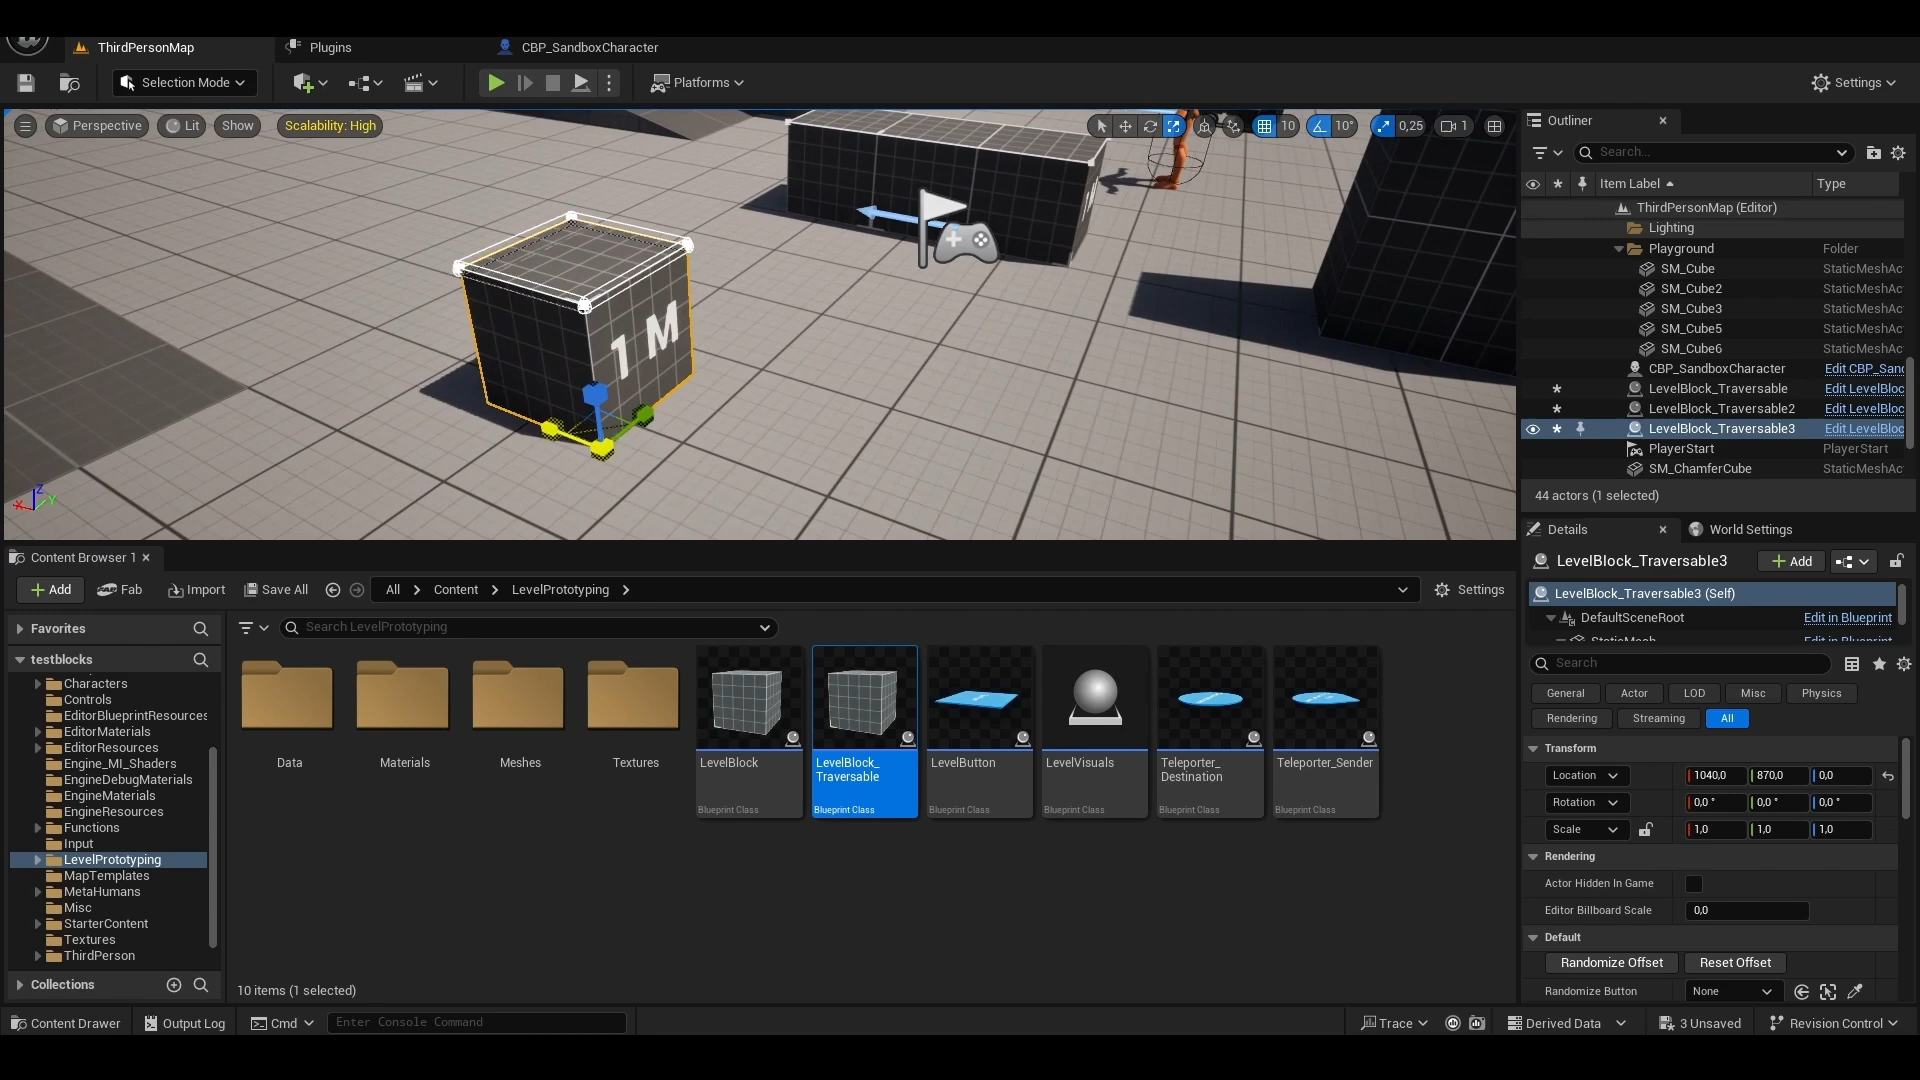 ThirdPersonMap
Plugins
CBP_SandboxCharacter
Selection Mode
Platforms
Settings
Perspective
Lit
Show
Scalability: High
10
10°
0,25
1
1 M
Z
X
Y
Outliner
Search...
Item Label
Type
ThirdPersonMap (Editor)
Lighting
Playground
Folder
SM_Cube
StaticMeshAc
SM_Cube2
StaticMeshAc
SM_Cube3
StaticMeshAc
SM_Cube5
StaticMeshAc
SM_Cube6
StaticMeshAc
CBP_SandboxCharacter
Edit CBP_Sand
LevelBlock_Traversable
Edit LevelBloc
LevelBlock_Traversable2
Edit LevelBloc
LevelBlock_Traversable3
Edit LevelBloc
PlayerStart
PlayerStart
SM_ChamferCube
StaticMeshAc
44 actors (1 selected)
Details
World Settings
LevelBlock_Traversable3
Add
LevelBlock_Traversable3 (Self)
DefaultSceneRoot
Edit in Blueprint
StaticMesh
Edit in Blueprint
Search
General
Actor
LOD
Misc
Physics
Rendering
Streaming
All
Transform
Location
1040,0
870,0
0,0
Rotation
0,0 °
0,0 °
0,0 °
Scale
1,0
1,0
1,0
Rendering
Actor Hidden In Game
Editor Billboard Scale
0,0
Default
Randomize Offset
Reset Offset
Randomize Button
None
Content Browser 1
Add
Fab
Import
Save All
All
Content
LevelPrototyping
Settings
Favorites
testblocks
Characters
Controls
EditorBlueprintResources
EditorMaterials
EditorResources
Engine_MI_Shaders
EngineDebugMaterials
EngineMaterials
EngineResources
Functions
Input
LevelPrototyping
MapTemplates
MetaHumans
Misc
StarterContent
Textures
ThirdPerson
Collections
Search LevelPrototyping
Data
Materials
Meshes
Textures
LevelBlock
Blueprint Class
LevelBlock_
Traversable
Blueprint Class
LevelButton
Blueprint Class
LevelVisuals
Blueprint Class
Teleporter_
Destination
Blueprint Class
Teleporter_Sender
Blueprint Class
10 items (1 selected)
Content Drawer
Output Log
Cmd
Enter Console Command
Trace
Derived Data
3 Unsaved
Revision Control